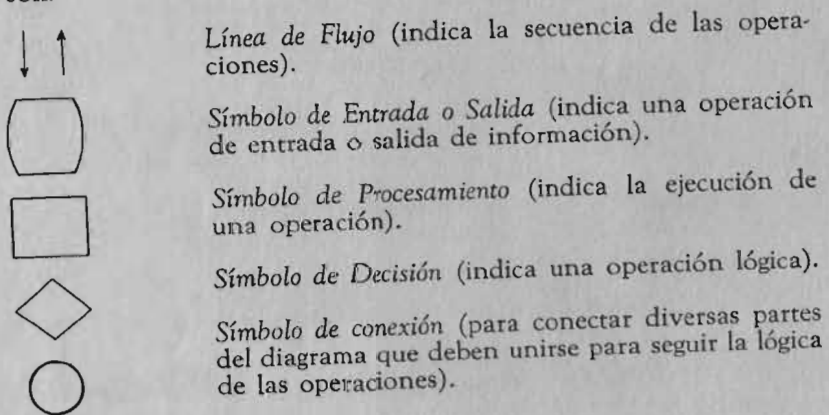 Línea de Flujo (indica la secuencia de las opera-
ciones).
Símbolo de Entrada o Salida (indica una operación
de entrada o salida de información).
Símbolo de Procesamiento (indica la ejecución de
una operación).
Símbolo de Decisión (indica una operación lógica).
Símbolo de conexión (para conectar diversas partes
del diagrama que deben unirse para seguir la lógica
de las operaciones).